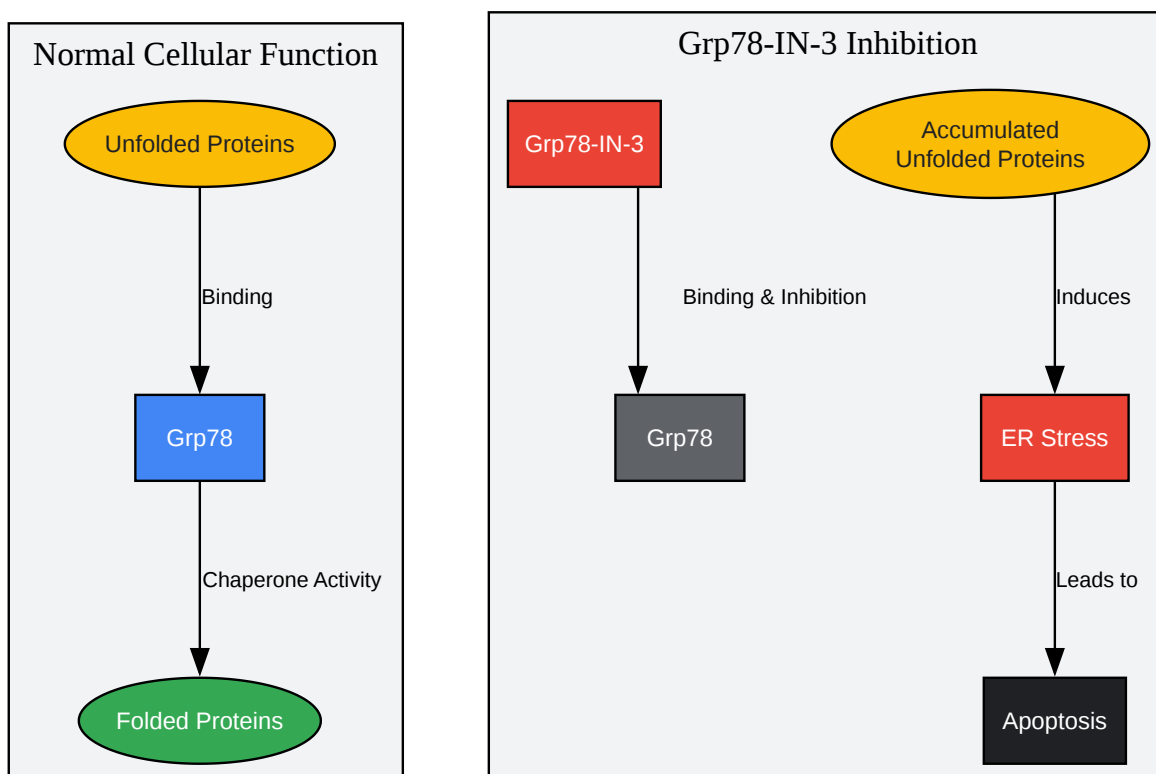 Normal Cellular Function
Unfolded Proteins
Binding
Grp78
Chaperone Activity
Folded Proteins
Grp78-IN-3 Inhibition
Grp78-IN-3
Binding & Inhibition
Grp78
Accumulated
Unfolded Proteins
Induces
ER Stress
Leads to
Apoptosis